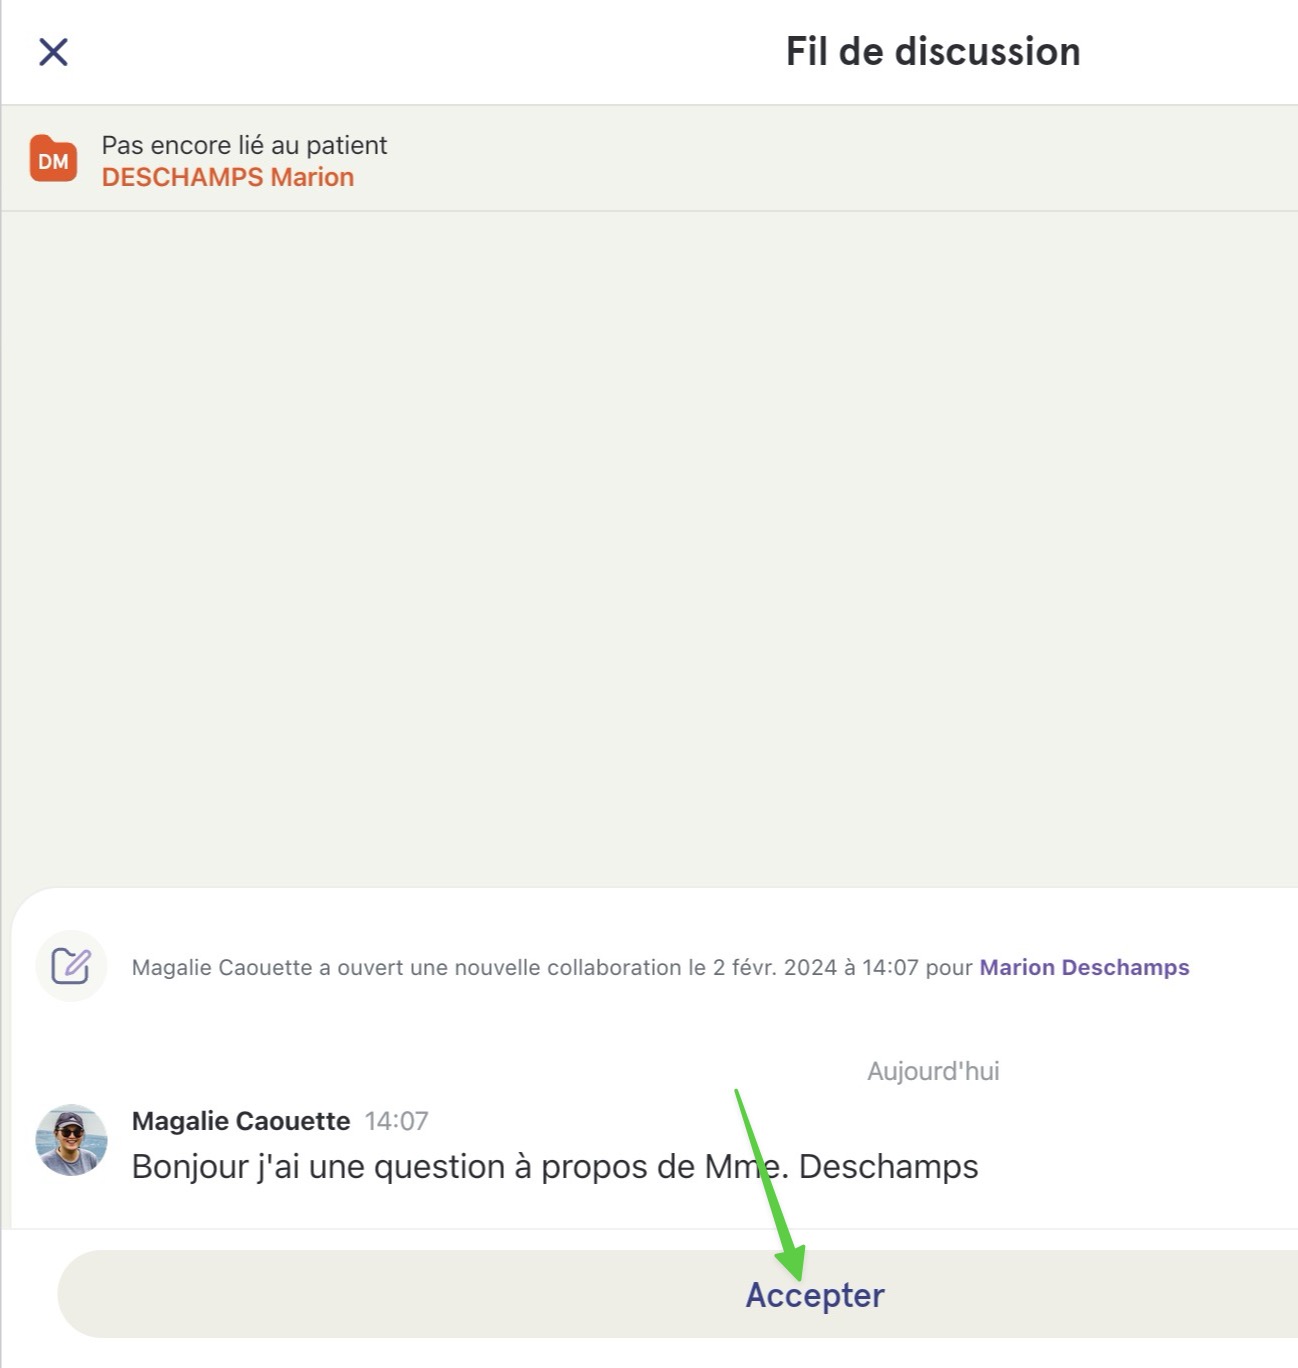 Fil de discussion
DM
Pas encore lié au patient
DESCHAMPS Marion
Magalie Caouette a ouvert une nouvelle collaboration le 2 févr. 2024 à 14:07 pour Marion Deschamps
Aujourd'hui
Magalie Caouette 14:07
Bonjour j'ai une question à propos de Mme. Deschamps
Accepter